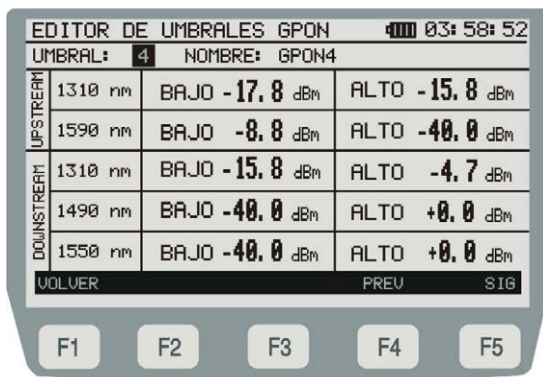 EDITOR DE UMBRALES GPON 03:58:52
UMBRAL: 4 NOMBRE: GPON4
UPSTREAM
1310 nm BAJO -17.8 dBm ALTO -15.8 dBm
1590 nm BAJO -8.8 dBm ALTO -40.0 dBm
DOWNSTREAM
1310 nm BAJO -15.8 dBm ALTO -4.7 dBm
1490 nm BAJO -40.0 dBm ALTO +0.0 dBm
1550 nm BAJO -40.0 dBm ALTO +0.0 dBm
VOLVER PREV SIG
F1 F2 F3 F4 F5